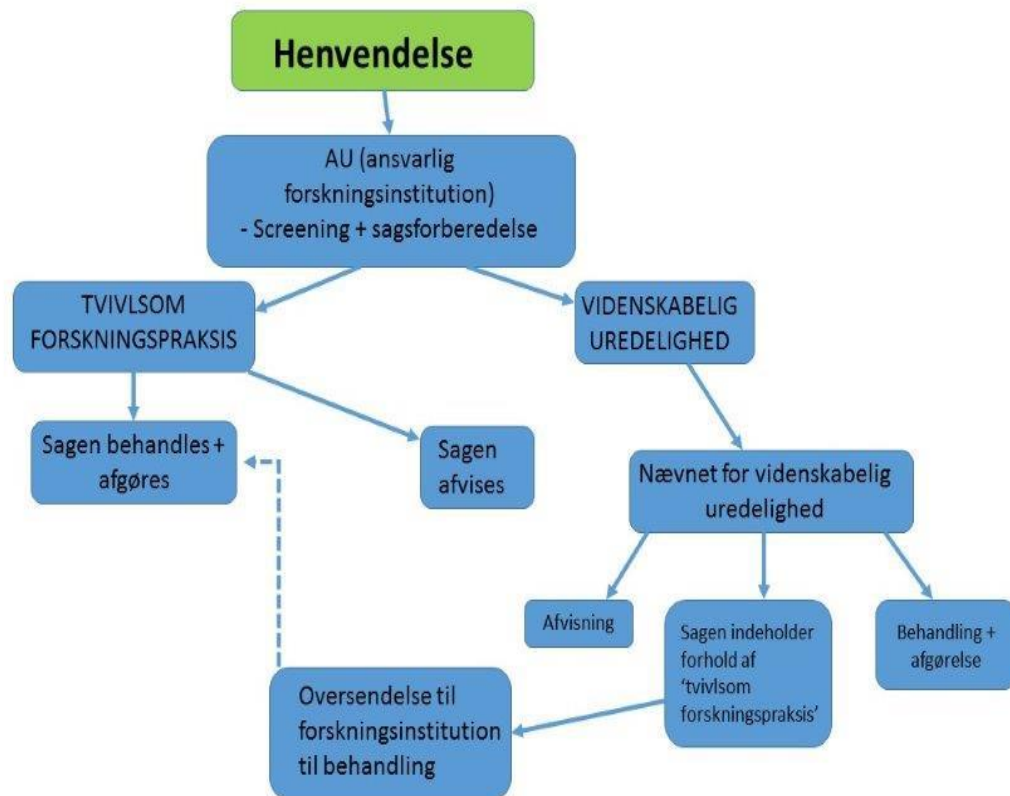 Henvendelse
AU (ansvarlig
forskningsinstitution)
- Screening + sagsforberedelse
TVIVLSOM
FORSKNINGSPRAKSIS
VIDENSKABELIG
UREDELIGHED
Sagen behandles +
afgøres
Sagen
afvises
Nævnet for videnskabelig
uredelighed
Afvisning
Sagen indeholder
forhold af
‘tvivlsom
forskningspraksis’
Behandling +
afgørelse
Oversendelse til
forskningsinstitution
til behandling